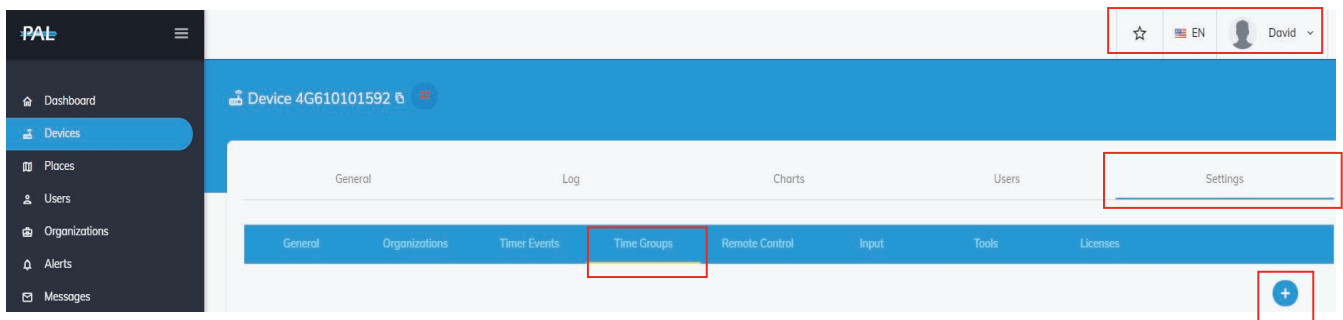 PAL
EN David
Dashboard
Devices
Places
Users
Organizations
Alerts
Messages
Device 4G610101592
General Log Charts Users Settings
General Organizations Timer Events Time Groups Remote Control Input Tools Licenses
+